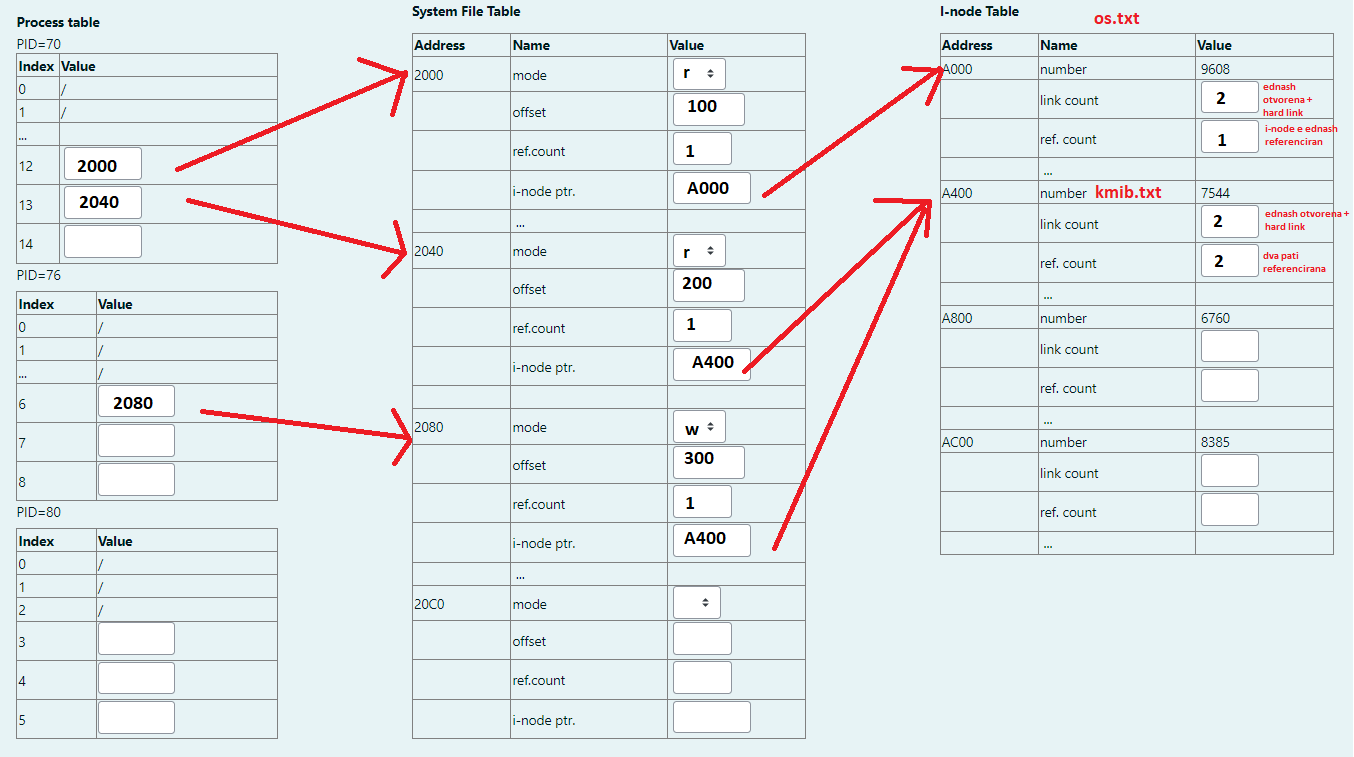 Process table
PID=70
Index Value
0 /
1 /
...
12 2000
13 2040
14
PID=76
Index Value
0 /
1 /
... /
6 2080
7
8
PID=80
Index Value
0 /
1 /
2 /
3
4
5
System File Table
Address Name Value
2000 mode r
offset 100
ref.count 1
i-node ptr. A000
...
2040 mode r
offset 200
ref.count 1
i-node ptr. A400
2080 mode w
offset 300
ref.count 1
i-node ptr. A400
...
20C0 mode
offset
ref.count
i-node ptr.
I-node Table
os.txt
Address Name Value
A000 number 9608
link count 2 ednash
otvorena +
hard link
ref. count 1 i-node e ednash
referenciran
...
A400 number kmib.txt 7544
link count 2 ednash otvorena +
hard link
ref. count 2 dva pati
referencirana
...
A800 number 6760
link count
ref. count
...
AC00 number 8385
link count
ref. count
...